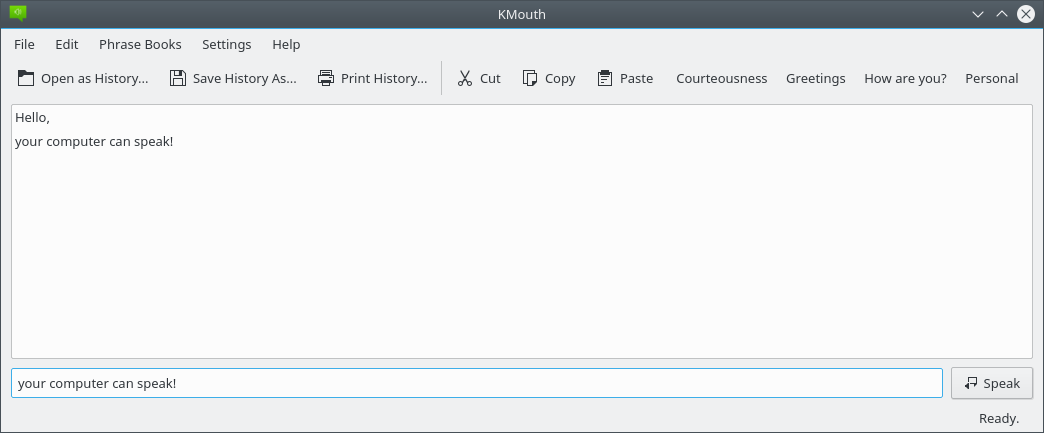 KMouth
File Edit Phrase Books Settings Help
Open as History... Save History As... Print History... Cut Copy Paste Courteousness Greetings How are you? Personal
Hello,
your computer can speak!
your computer can speak! Speak
Ready.